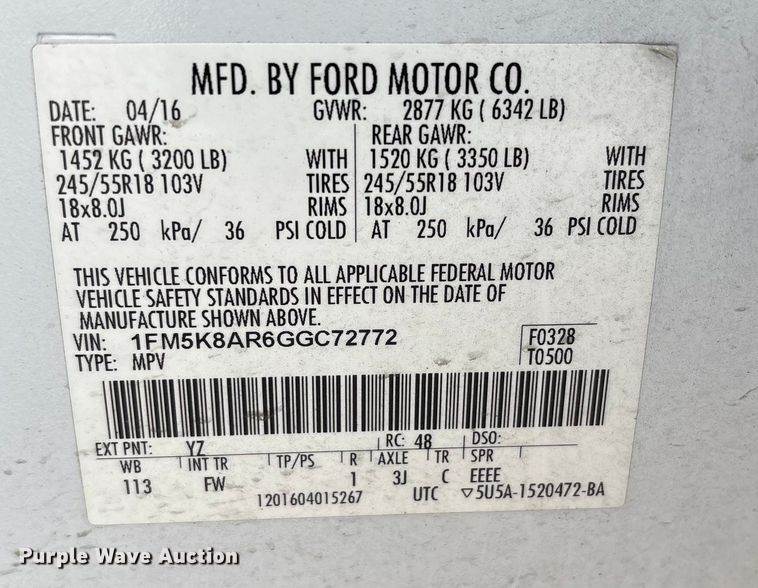 MFD. BY FORD MOTOR CO.
DATE: 04/16 GVWR: 2877 KG ( 6342 LB)
FRONT GAWR: REAR GAWR:
1452 KG ( 3200 LB) WITH 1520 KG ( 3350 LB) WITH
245/55R18 103V TIRES 245/55R18 103V TIRES
18x8.0J RIMS 18x8.0J RIMS
AT 250 kPa/ 36 PSI COLD AT 250 kPa/ 36 PSI COLD
THIS VEHICLE CONFORMS TO ALL APPLICABLE FEDERAL MOTOR
VEHICLE SAFETY STANDARDS IN EFFECT ON THE DATE OF
MANUFACTURE SHOWN ABOVE.
VIN: 1FM5K8AR6GGC72772 F0328
TYPE: MPV T0500
EXT PNT: YZ RC: 48 DSO:
WB INT TR TP/PS R AXLE TR SPR
113 FW 1 3J C EEEE
1201604015267 UTC ▽5U5A-1520472-BA
Purple Wave Auction